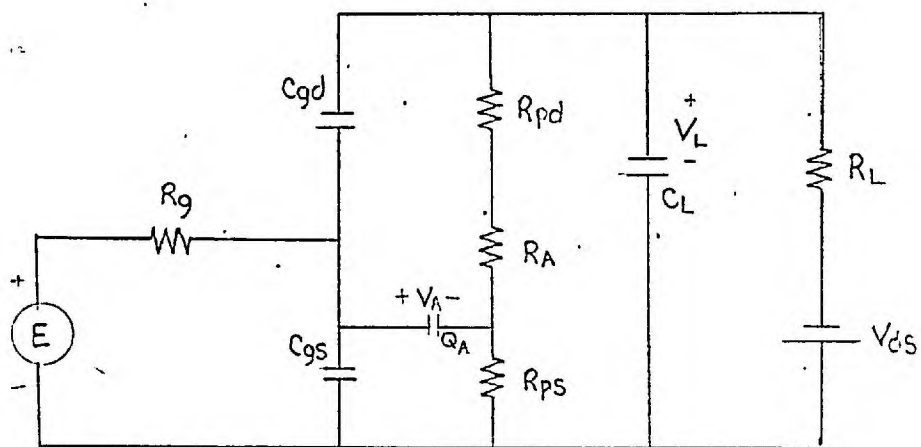 Cgd
Rpd
+
VL
-
CL
RL
Rg
RA
+
E
-
+ VA -
QA
Cgs
Rps
Vds